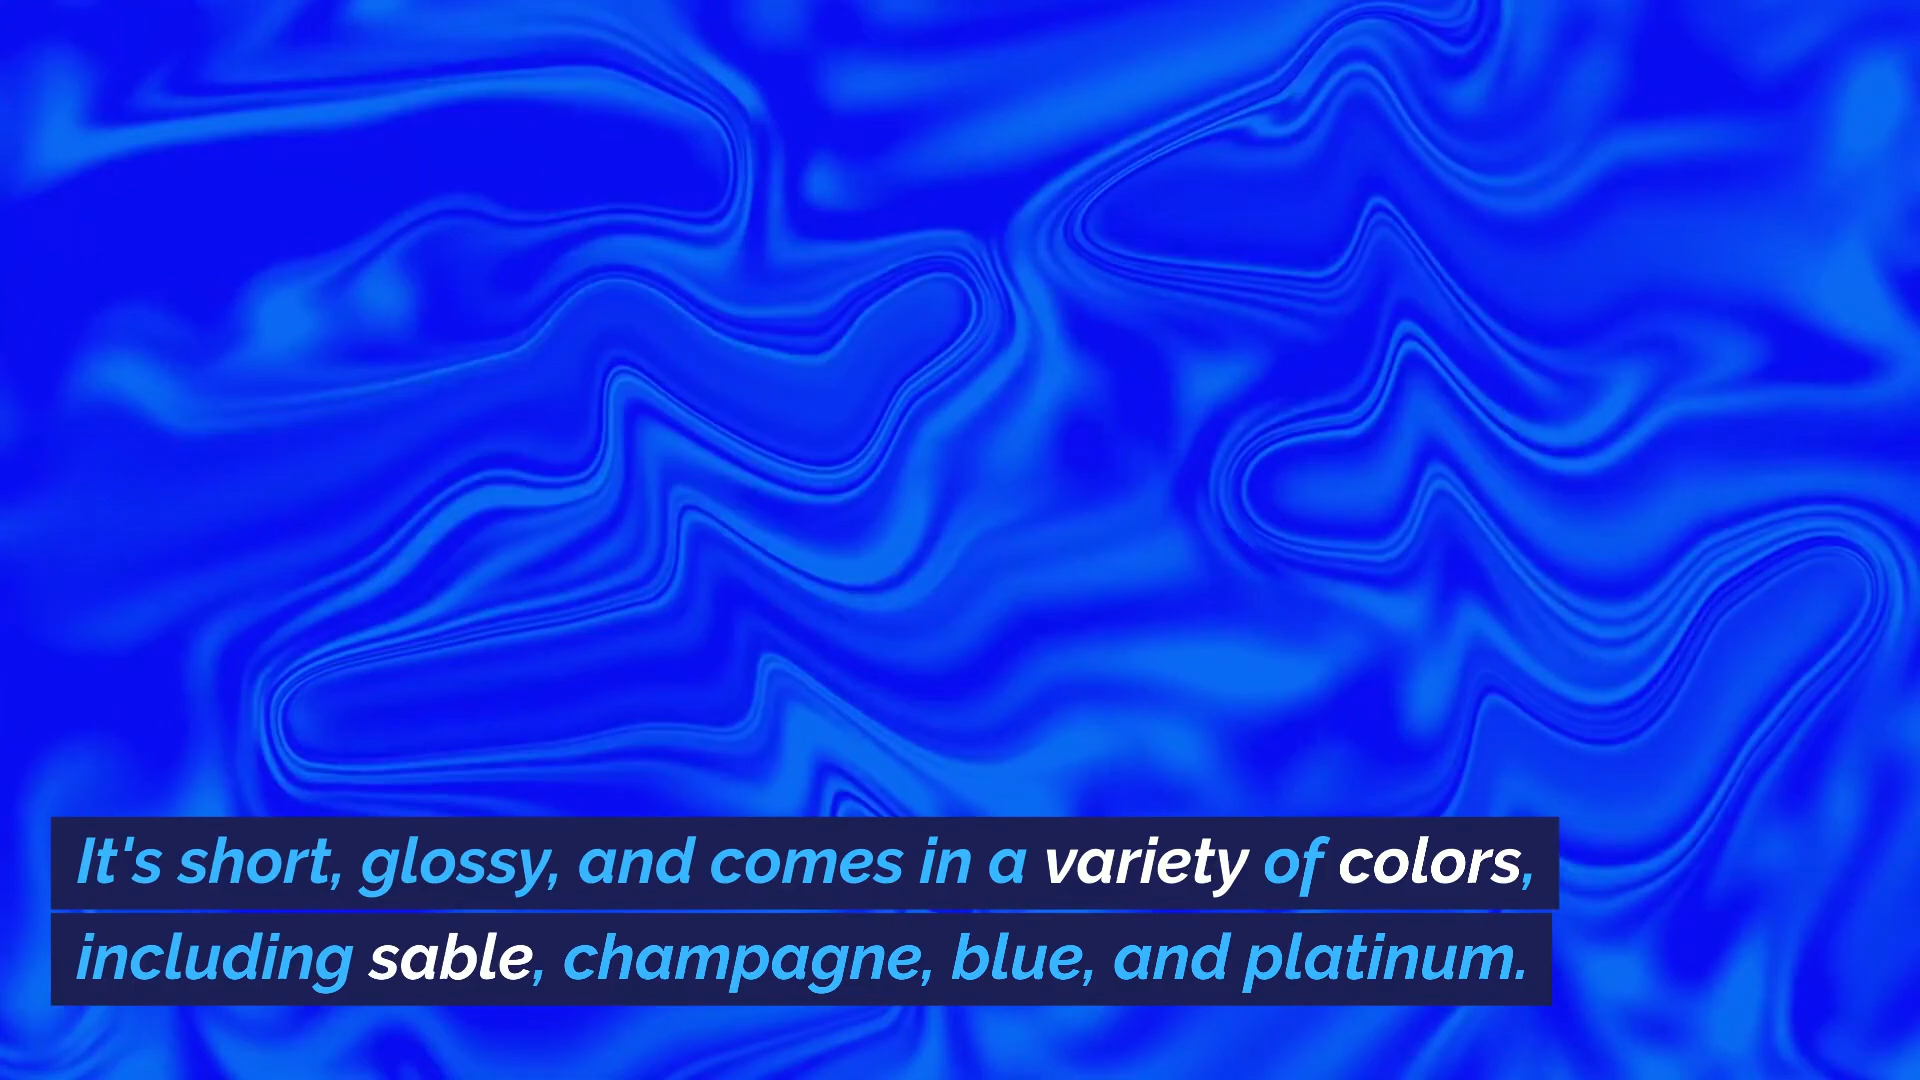 It's short, glossy, and comes in a variety of colors,
including sable, champagne, blue, and platinum.